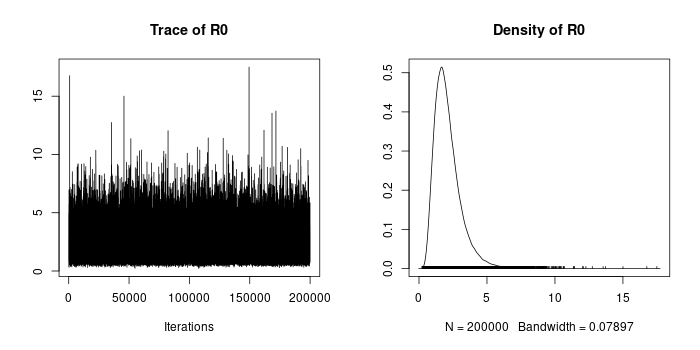 Trace of R0
15
10
5
0
0 50000 100000 150000 200000
Iterations
Density of R0
0.5
0.4
0.3
0.2
0.1
0.0
0 5 10 15
N = 200000 Bandwidth = 0.07897